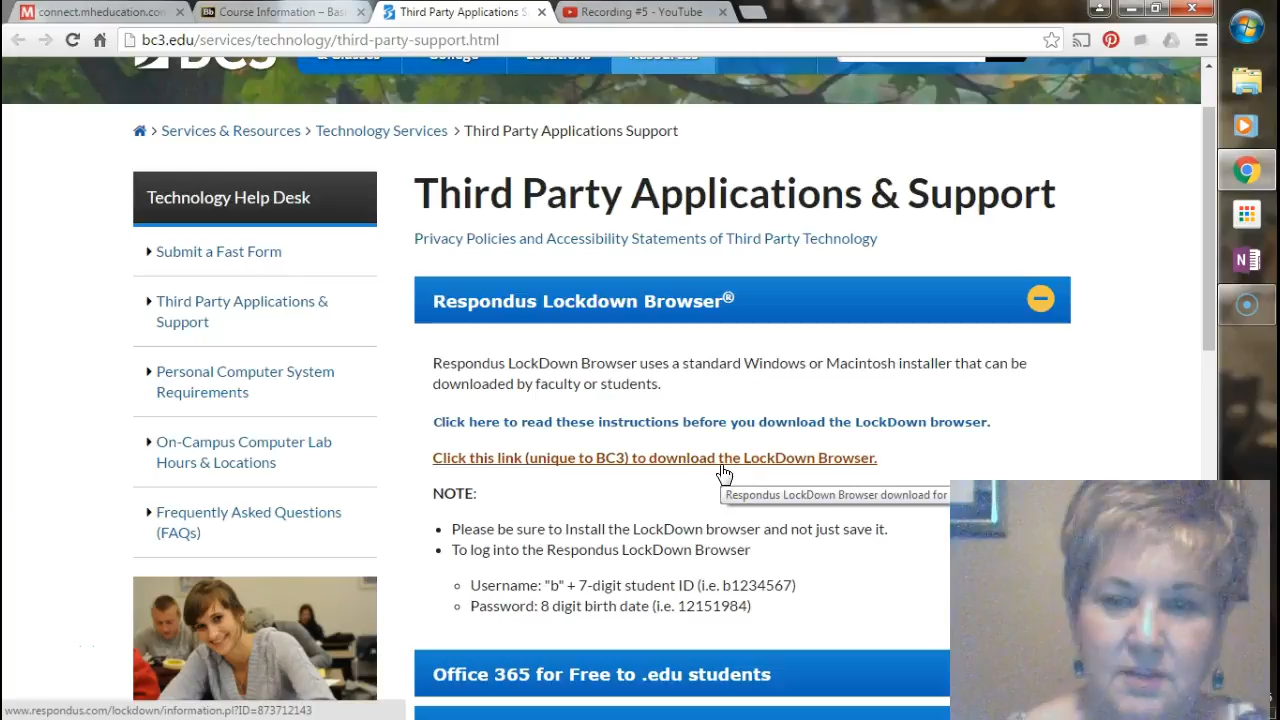 connect.mheducation.com
Course Information – Basi
Third Party Applications S
Recording #5 - YouTube
bc3.edu/services/technology/third-party-support.html
Services & Resources > Technology Services > Third Party Applications Support
Technology Help Desk
Submit a Fast Form
Third Party Applications &
Support
Personal Computer System
Requirements
On-Campus Computer Lab
Hours & Locations
Frequently Asked Questions
(FAQs)
Third Party Applications & Support
Privacy Policies and Accessibility Statements of Third Party Technology
Respondus Lockdown Browser®
Respondus LockDown Browser uses a standard Windows or Macintosh installer that can be
downloaded by faculty or students.
Click here to read these instructions before you download the LockDown browser.
Click this link (unique to BC3) to download the LockDown Browser.
Respondus LockDown Browser download for
NOTE:
• Please be sure to Install the LockDown browser and not just save it.
• To log into the Respondus LockDown Browser
Username: "b" + 7-digit student ID (i.e. b1234567)
Password: 8 digit birth date (i.e. 12151984)
Office 365 for Free to .edu students
www.respondus.com/lockdown/information.pl?ID=873712143